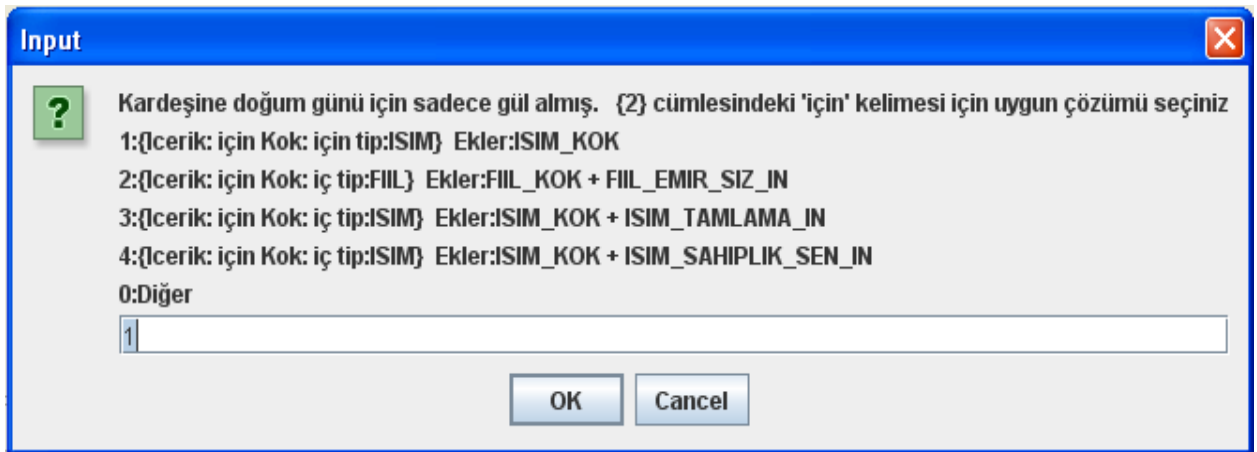 Input
Kardeşine doğum günü için sadece gül almış.   {2} cümlesindeki 'için' kelimesi için uygun çözümü seçiniz
1:{Icerik: için Kok: için tip:ISIM}  Ekler:ISIM_KOK
2:{Icerik: için Kok: iç tip:FIIL}  Ekler:FIIL_KOK + FIIL_EMIR_SIZ_IN
3:{Icerik: için Kok: iç tip:ISIM}  Ekler:ISIM_KOK + ISIM_TAMLAMA_IN
4:{Icerik: için Kok: iç tip:ISIM}  Ekler:ISIM_KOK + ISIM_SAHIPLIK_SEN_IN
0:Diğer
1
OK Cancel